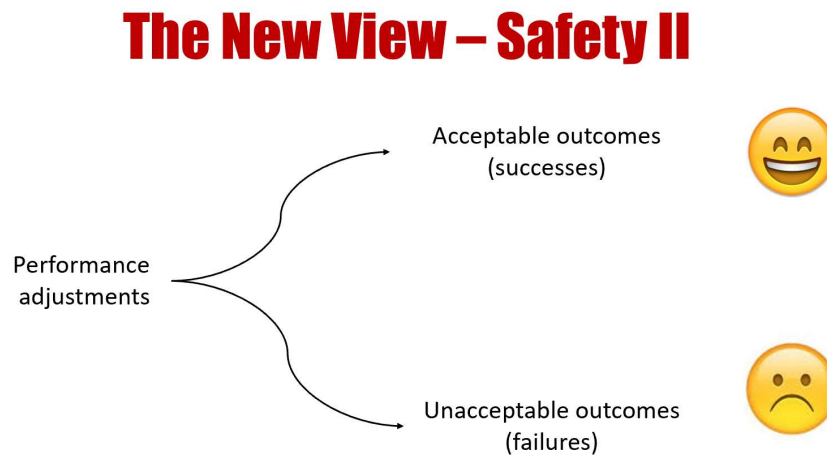 The New View – Safety II
Acceptable outcomes
(successes)
Performance
adjustments
Unacceptable outcomes
(failures)